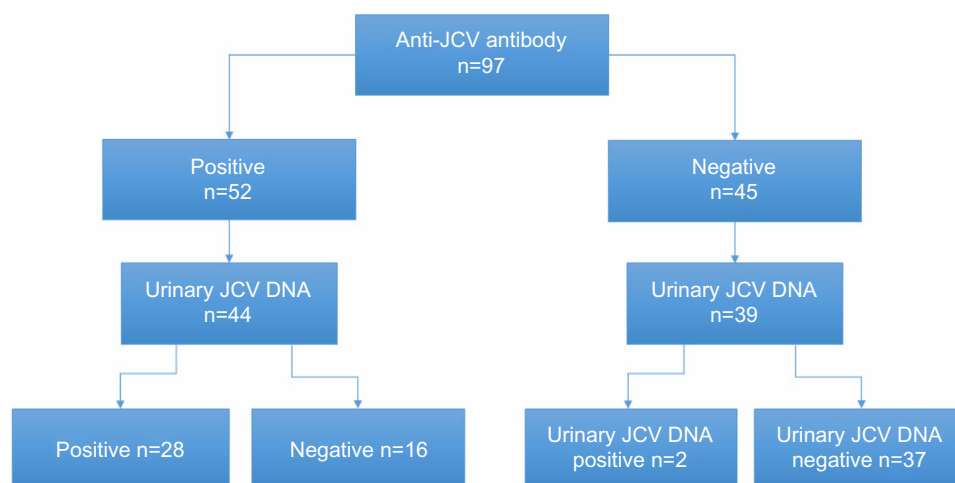 Anti-JCV antibody
n=97
Positive
n=52
Negative
n=45
Urinary JCV DNA
n=44
Urinary JCV DNA
n=39
Positive n=28
Negative n=16
Urinary JCV DNA
positive n=2
Urinary JCV DNA
negative n=37